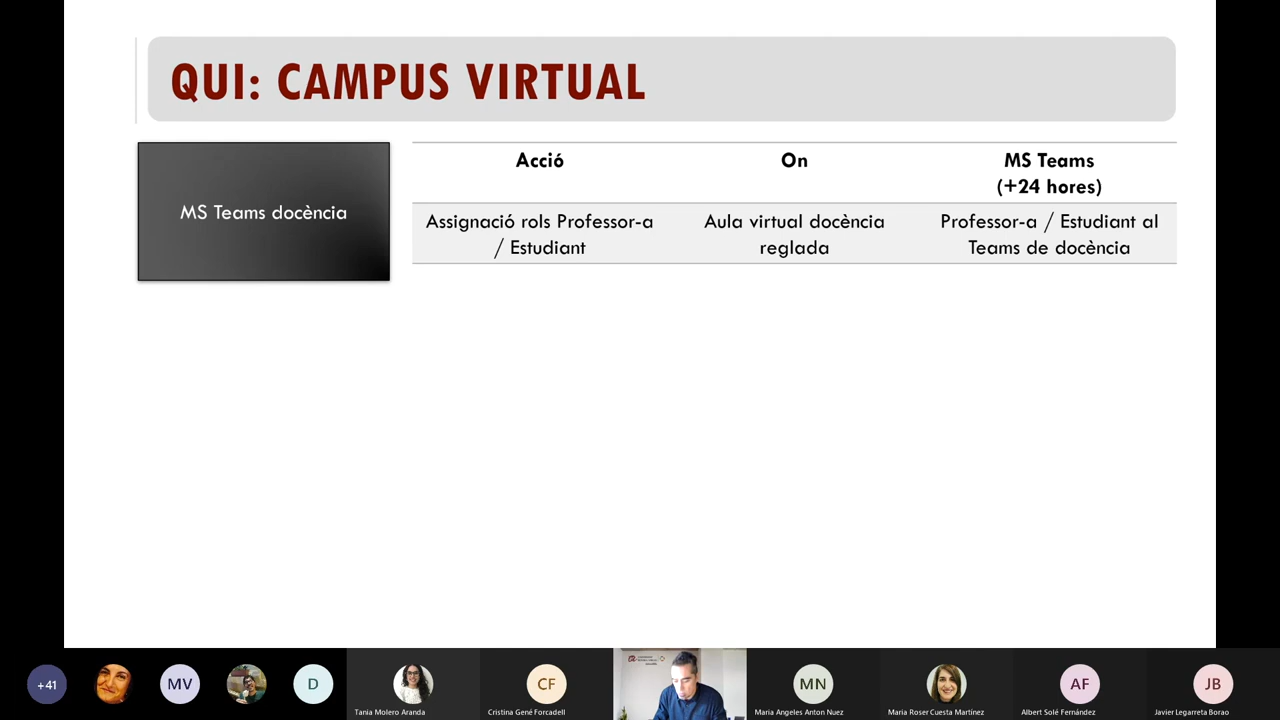 QUI: CAMPUS VIRTUAL
MS Teams docència
Acció
On
MS Teams
(+24 hores)
Assignació rols Professor-a
/ Estudiant
Aula virtual docència
reglada
Professor-a / Estudiant al
Teams de docència
+41
MV
D
Tania Molero Aranda
CF
Cristina Gené Forcadell
MN
Maria Angeles Anton Nuez
Maria Roser Cuesta Martínez
AF
Albert Solé Fernández
JB
Javier Legarreta Borao